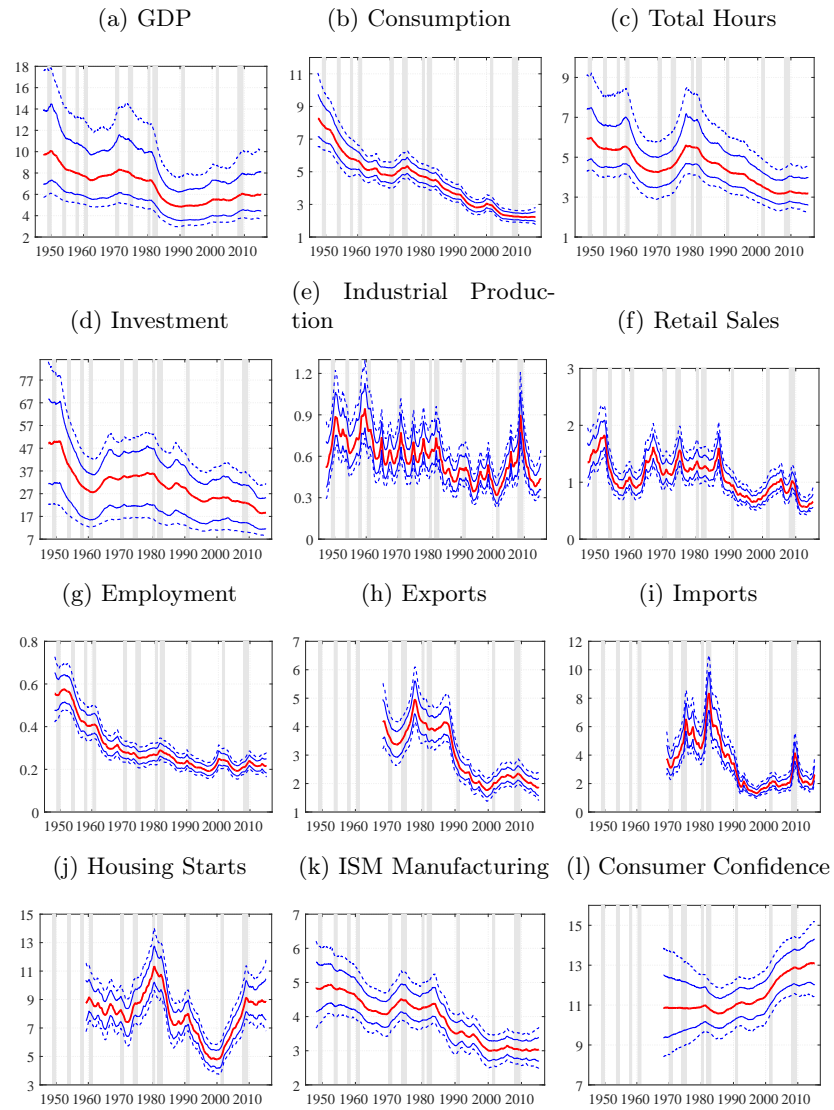 (a) GDP
(b) Consumption
(c) Total Hours
18
16
14
12
10
8
6
4
2
1950 1960 1970 1980 1990 2000 2010
11
9
7
5
3
1
1950 1960 1970 1980 1990 2000 2010
9
7
5
3
1
1950 1960 1970 1980 1990 2000 2010
(d) Investment
(e) Industrial Produc-
tion
(f) Retail Sales
77
67
57
47
37
27
17
7
1950 1960 1970 1980 1990 2000 2010
1.2
0.9
0.6
0.3
0
1950 1960 1970 1980 1990 2000 2010
3
2
1
0
1950 1960 1970 1980 1990 2000 2010
(g) Employment
(h) Exports
(i) Imports
0.8
0.6
0.4
0.2
0
1950 1960 1970 1980 1990 2000 2010
7
6
5
4
3
2
1
1950 1960 1970 1980 1990 2000 2010
12
10
8
6
4
2
0
1950 1960 1970 1980 1990 2000 2010
(j) Housing Starts
(k) ISM Manufacturing
(l) Consumer Confidence
15
13
11
9
7
5
3
1950 1960 1970 1980 1990 2000 2010
7
6
5
4
3
2
1950 1960 1970 1980 1990 2000 2010
15
13
11
9
7
1950 1960 1970 1980 1990 2000 2010